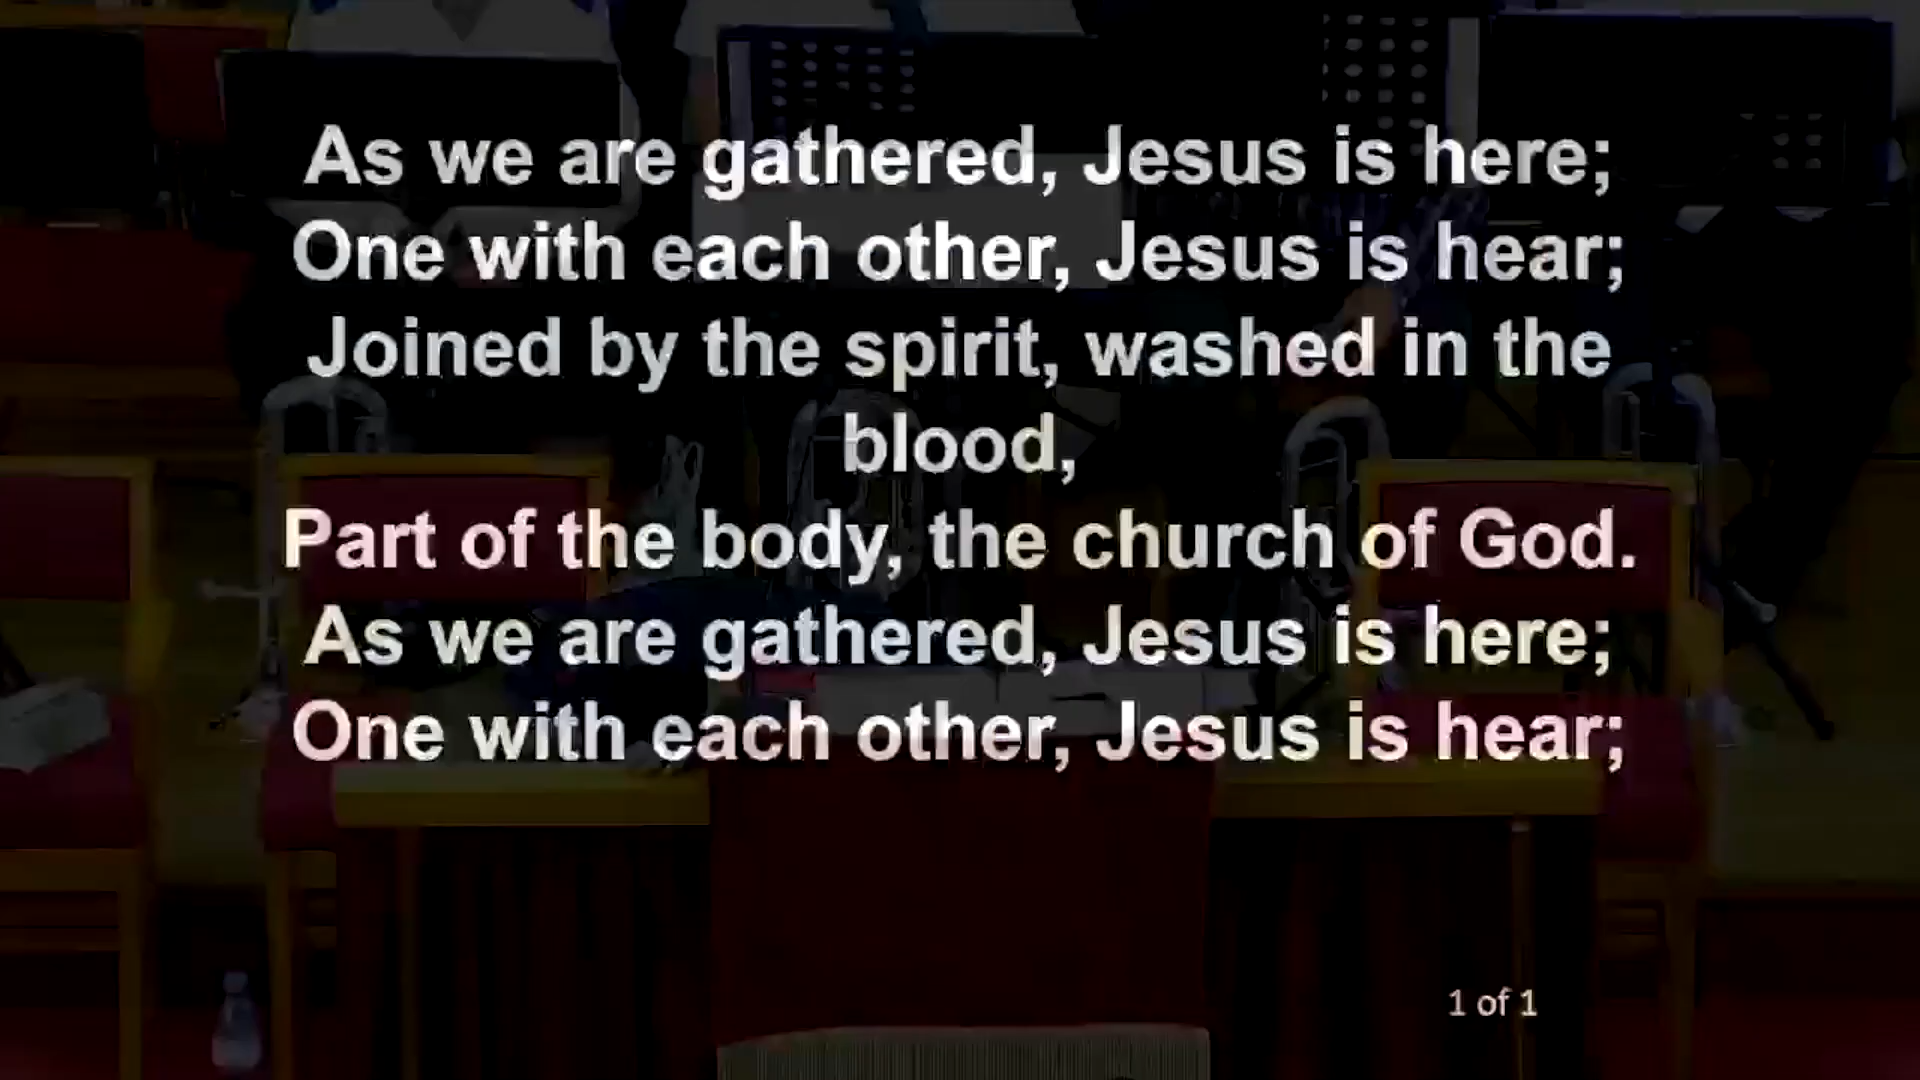 As we are gathered, Jesus is here;
One with each other, Jesus is hear;
Joined by the spirit, washed in the
blood,
Part of the body, the church of God.
As we are gathered, Jesus is here;
One with each other, Jesus is hear;
1 of 1